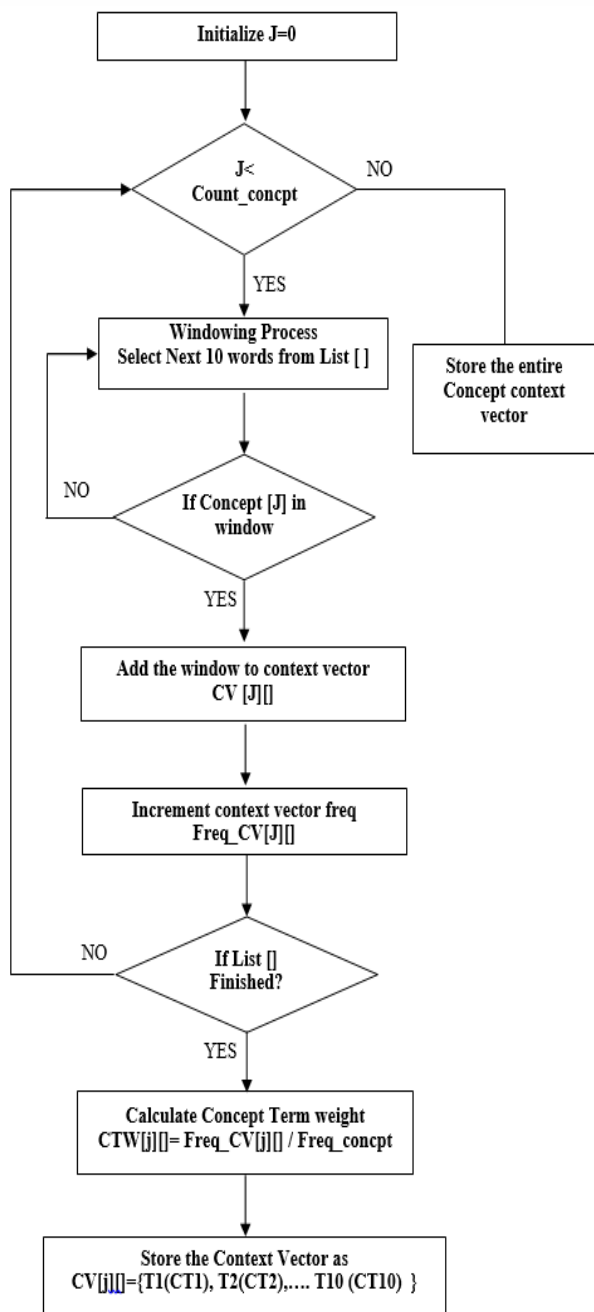 Initialize J=0
J<
Count_concpt
NO
YES
Windowing Process
Select Next 10 words from List [ ]
Store the entire
Concept context
vector
NO
If Concept [J] in
window
YES
Add the window to context vector
CV [J][]
Increment context vector freq
Freq_CV[J][]
NO
If List []
Finished?
YES
Calculate Concept Term weight
CTW[j][]= Freq_CV[j][] / Freq_concpt
Store the Context Vector as
CV[j][]={T1(CT1), T2(CT2),.... T10 (CT10) }